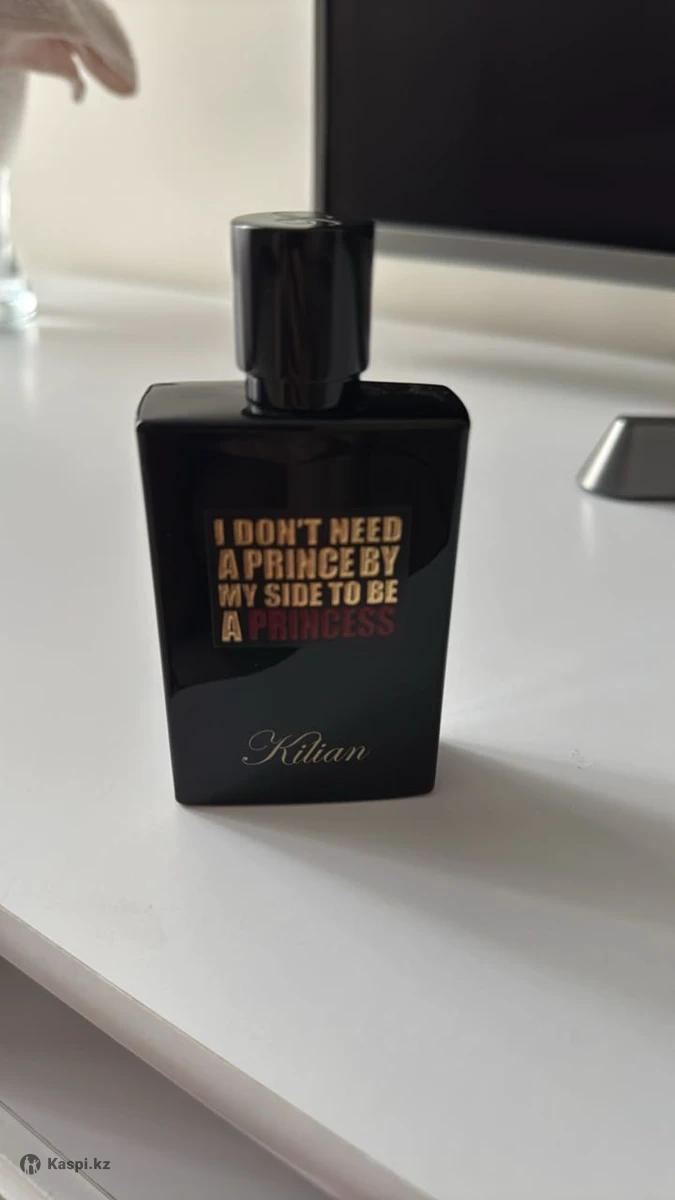 I DON'T NEED
A PRINCE BY
MY SIDE TO BE
A PRINCESS
Kilian
Kaspi.kz